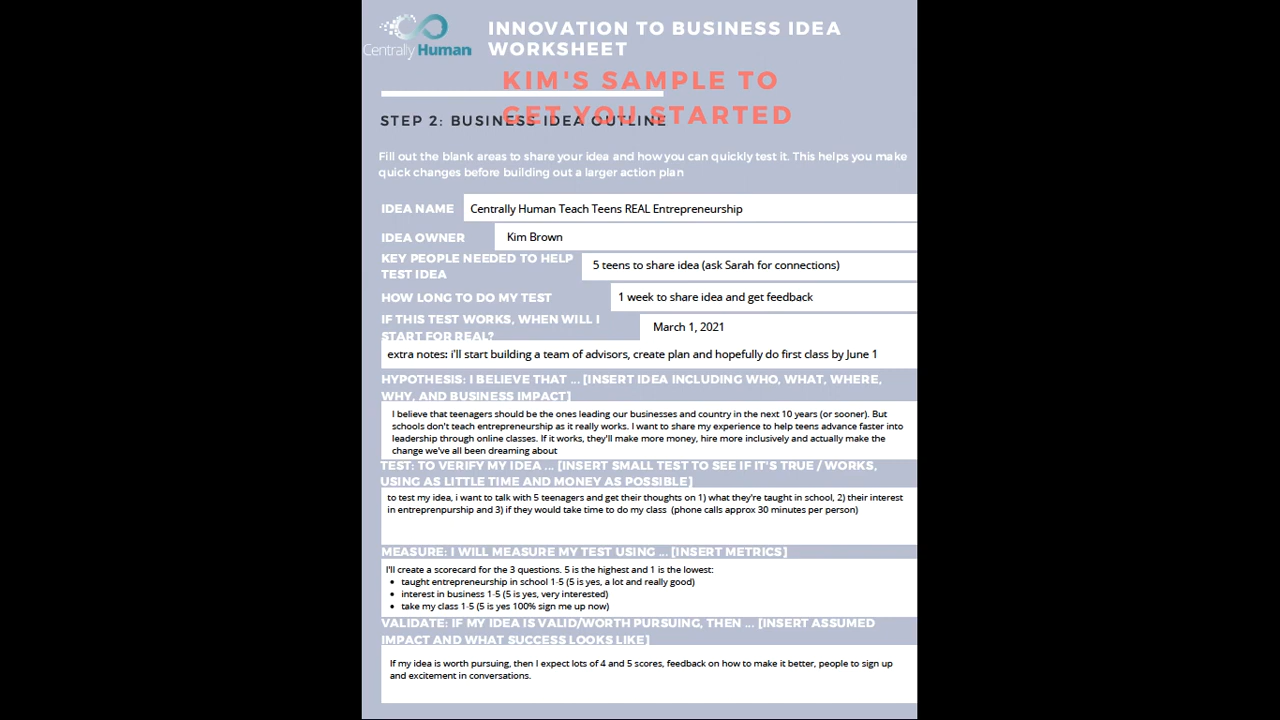 Centrally Human
INNOVATION TO BUSINESS IDEA
WORKSHEET
KIM'S SAMPLE TO
GET YOU STARTED
STEP 2: BUSINESS IDEA OUTLINE
Fill out the blank areas to share your idea and how you can quickly test it. This helps you make
quick changes before building out a larger action plan
IDEA NAME
Centrally Human Teach Teens REAL Entrepreneurship
IDEA OWNER
Kim Brown
KEY PEOPLE NEEDED TO HELP
TEST IDEA
5 teens to share idea (ask Sarah for connections)
HOW LONG TO DO MY TEST
1 week to share idea and get feedback
IF THIS TEST WORKS, WHEN WILL I
START FOR REAL?
March 1, 2021
extra notes: i'll start building a team of advisors, create plan and hopefully do first class by June 1
HYPOTHESIS: I BELIEVE THAT ... [INSERT IDEA INCLUDING WHO, WHAT, WHERE,
WHY, AND BUSINESS IMPACT]
I believe that teenagers should be the ones leading our businesses and country in the next 10 years (or sooner). But
schools don't teach entrepreneurship as it really works. I want to share my experience to help teens advance faster into
leadership through online classes. If it works, they'll make more money, hire more inclusively and actually make the
change we've all been dreaming about
TEST: TO VERIFY MY IDEA ... [INSERT SMALL TEST TO SEE IF IT'S TRUE / WORKS,
USING AS LITTLE TIME AND MONEY AS POSSIBLE]
to test my idea, i want to talk with 5 teenagers and get their thoughts on 1) what they're taught in school, 2) their interest
in entreprenpurship and 3) if they would take time to do my class (phone calls approx 30 minutes per person)
MEASURE: I WILL MEASURE MY TEST USING ... [INSERT METRICS]
I'll create a scorecard for the 3 questions. 5 is the highest and 1 is the lowest:
• taught entrepreneurship in school 1-5 (5 is yes, a lot and really good)
• interest in business 1-5 (5 is yes, very interested)
• take my class 1-5 (5 is yes 100% sign me up now)
VALIDATE: IF MY IDEA IS VALID/WORTH PURSUING, THEN ... [INSERT ASSUMED
IMPACT AND WHAT SUCCESS LOOKS LIKE]
If my idea is worth pursuing, then I expect lots of 4 and 5 scores, feedback on how to make it better, people to sign up
and excitement in conversations.